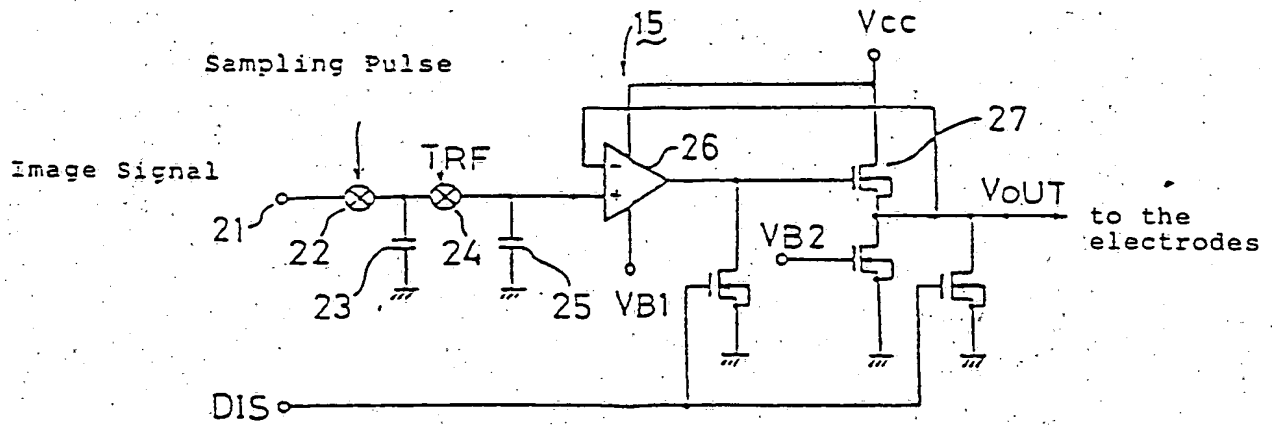 15
Vcc
Sampling Pulse
27
26
Image Signal
TRF
-
+
VOUT
to the
electrodes
21
22
24
VB2
23
25
VB1
DIS